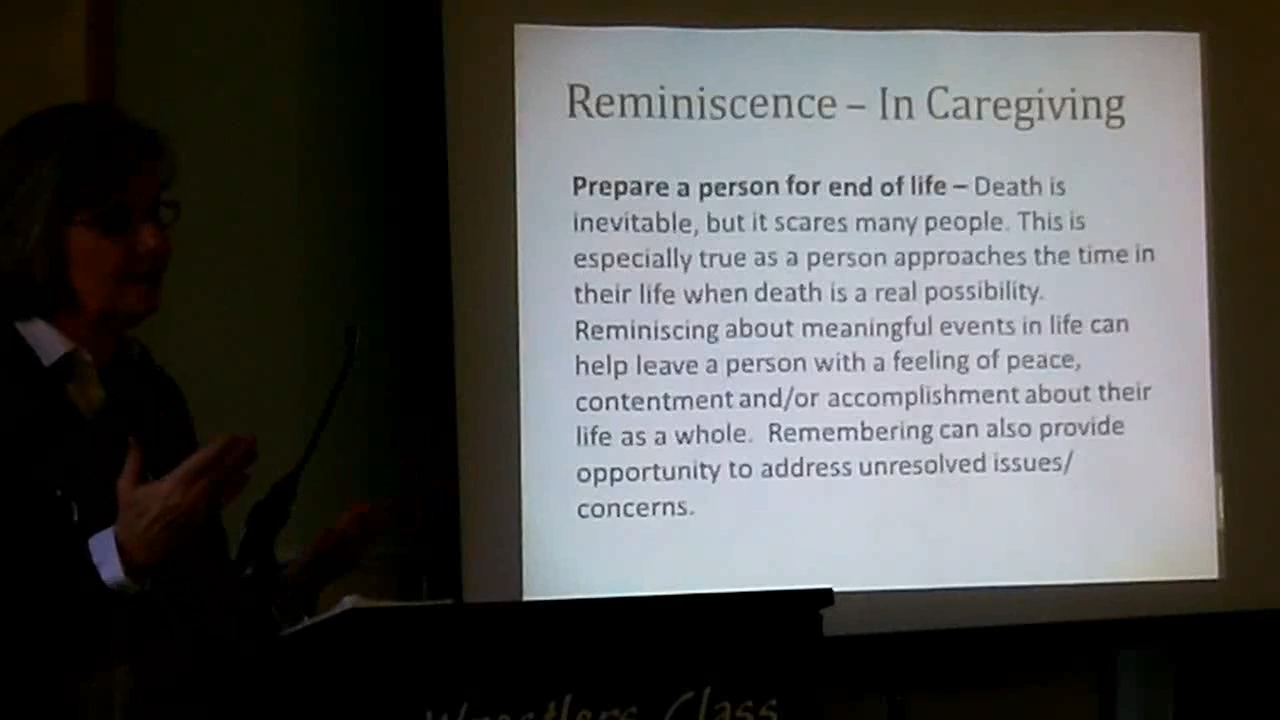 Reminiscence – In Caregiving
Prepare a person for end of life – Death is
inevitable, but it scares many people. This is
especially true as a person approaches the time in
their life when death is a real possibility.
Reminiscing about meaningful events in life can
help leave a person with a feeling of peace,
contentment and/or accomplishment about their
life as a whole. Remembering can also provide
opportunity to address unresolved issues/
concerns.
Wrestlers Class